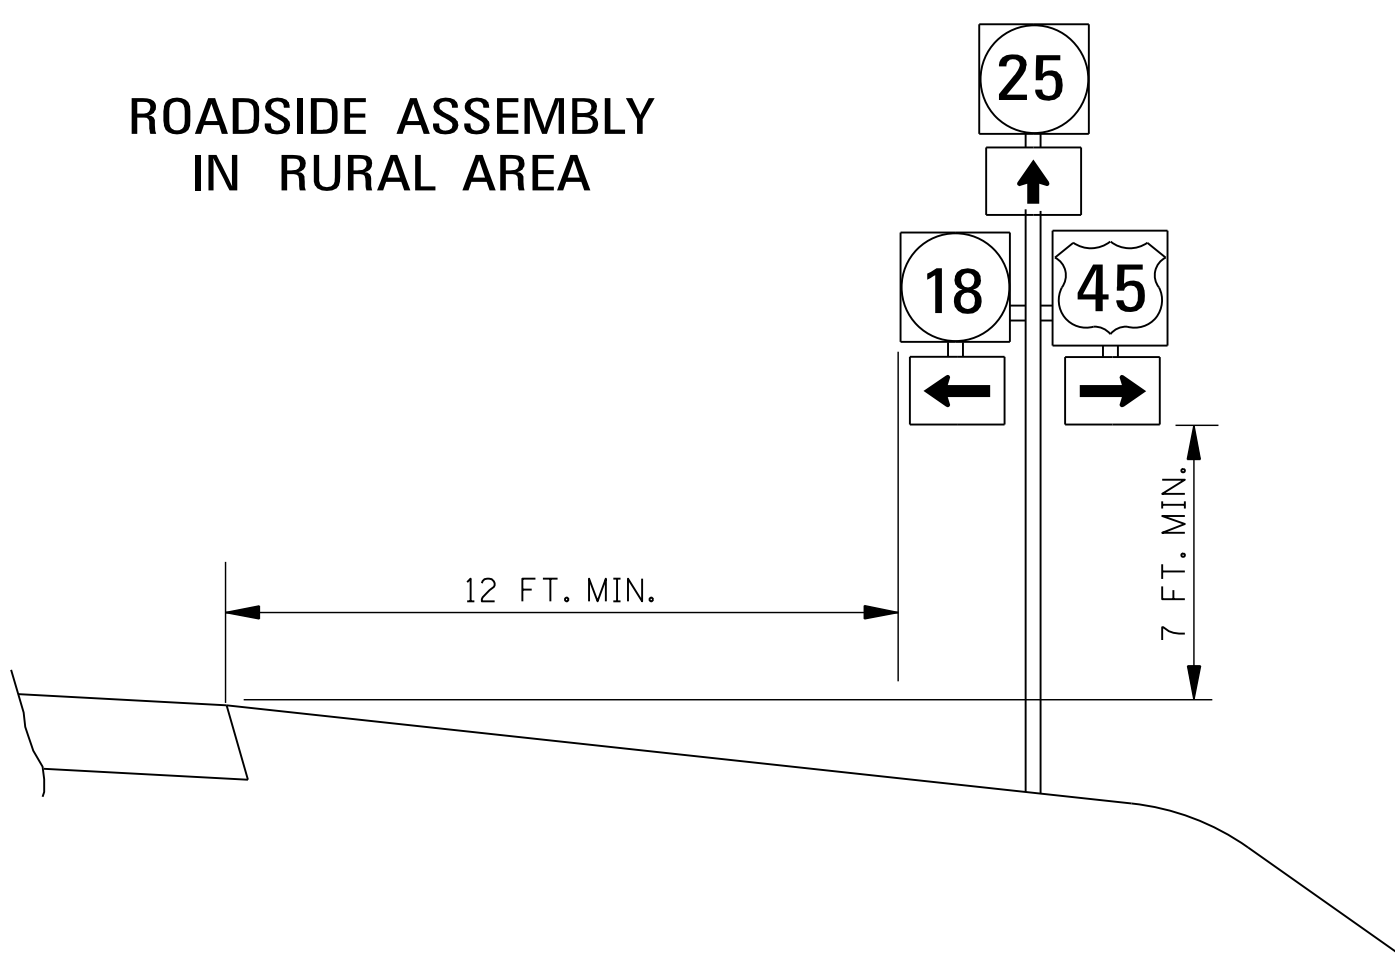 25
ROADSIDE ASSEMBLY
IN RURAL AREA
18
45
12 FT. MIN.
7 FT. MIN.